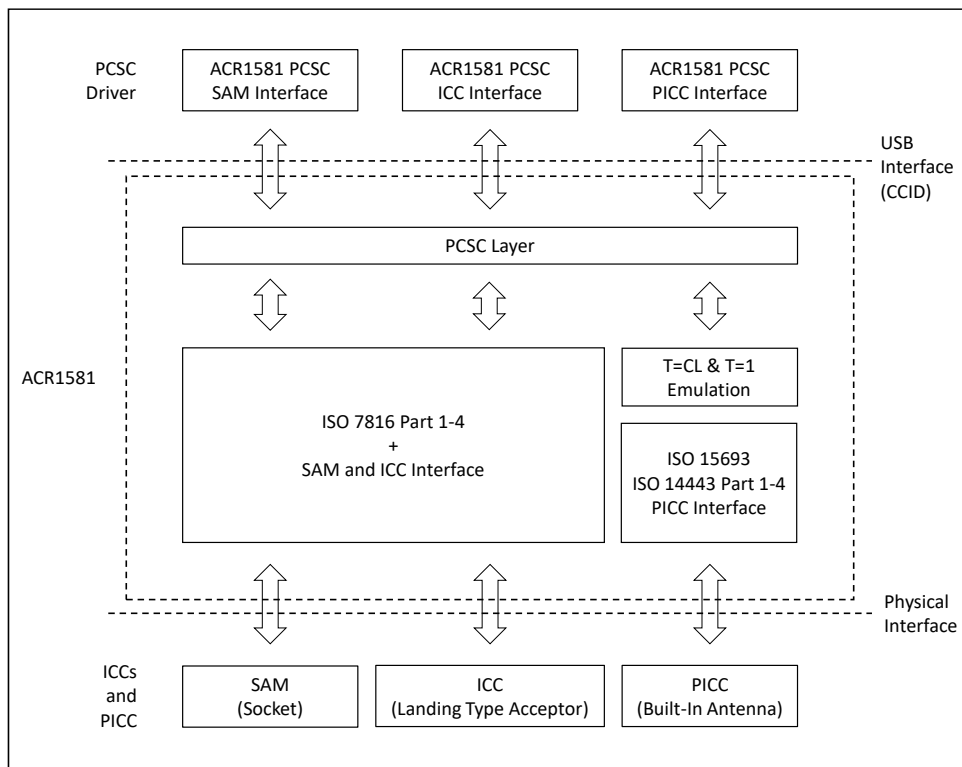 PCSC
Driver
ACR1581 PCSC
SAM Interface
ACR1581 PCSC
ICC Interface
ACR1581 PCSC
PICC Interface
USB
Interface
(CCID)
PCSC Layer
ACR1581
ISO 7816 Part 1-4
+
SAM and ICC Interface
T=CL & T=1
Emulation
ISO 15693
ISO 14443 Part 1-4
PICC Interface
Physical
Interface
ICCs
and
PICC
SAM
(Socket)
ICC
(Landing Type Acceptor)
PICC
(Built-In Antenna)